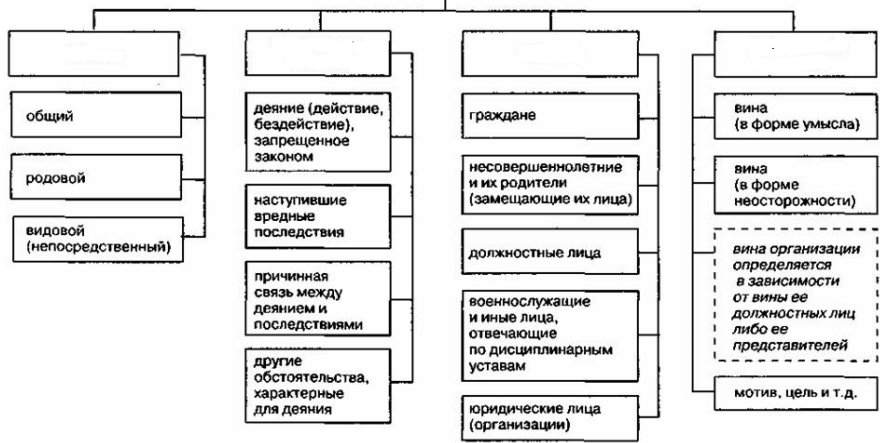 общий
родовой
видовой
(непосредственный)
деяние (действие,
бездействие),
запрещенное
законом
наступившие
вредные
последствия
причинная
связь между
деянием и
последствиями
другие
обстоятельства,
характерные
для деяния
граждане
несовершеннолетние
и их родители
(замещающие их лица)
должностные лица
военнослужащие
и иные лица,
отвечающие
по дисциплинарным
уставам
юридические лица
(организации)
вина
(в форме умысла)
вина
(в форме
неосторожности)
вина организации
определяется
в зависимости
от вины ее
должностных лиц
либо ее
представителей
мотив, цель и т.д.